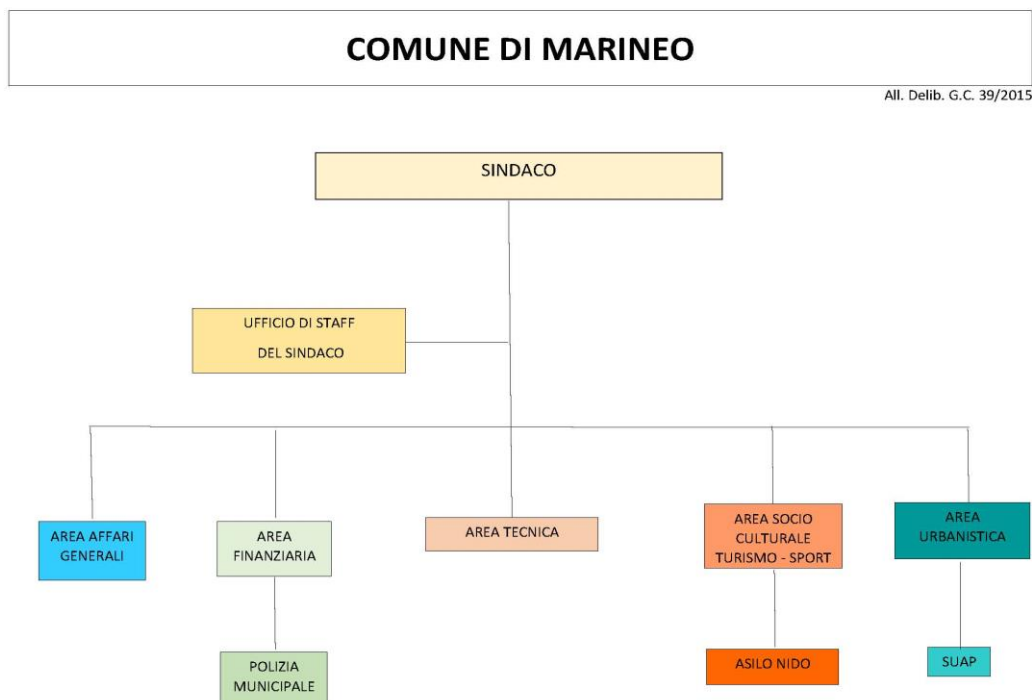 COMUNE DI MARINEO
All. Delib. G.C. 39/2015
SINDACO
UFFICIO DI STAFF
DEL SINDACO
AREA AFFARI
GENERALI
AREA
FINANZIARIA
AREA TECNICA
AREA SOCIO
CULTURALE
TURISMO - SPORT
AREA
URBANISTICA
POLIZIA
MUNICIPALE
ASILO NIDO
SUAP